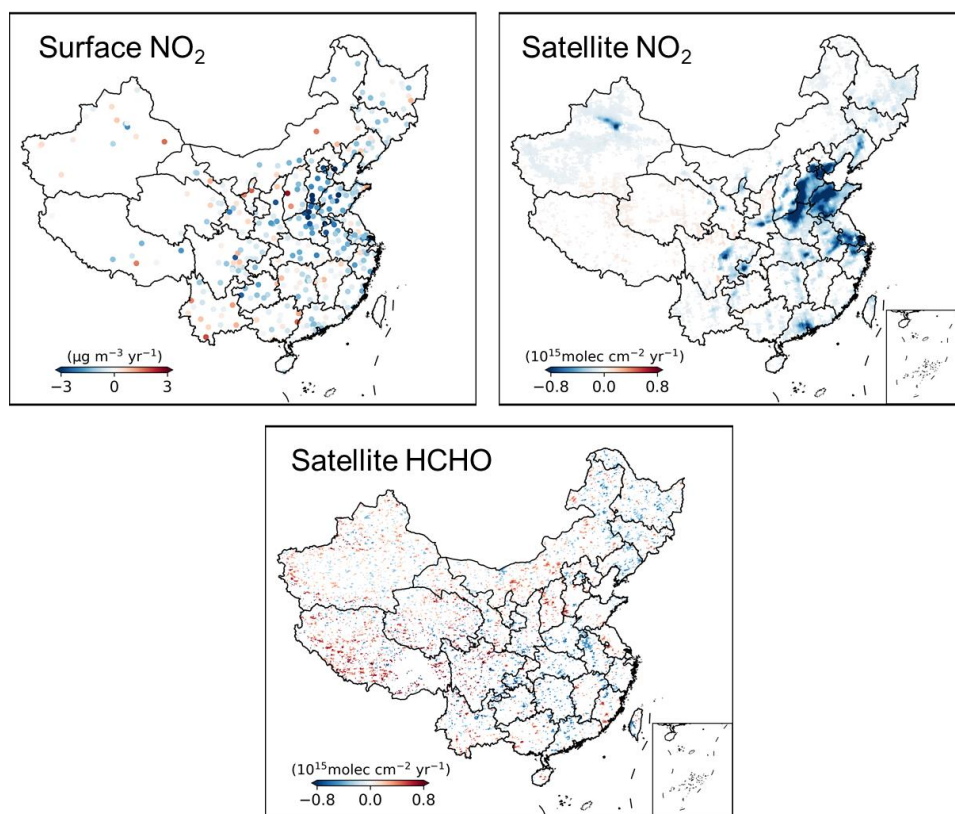 Surface NO₂
(μg m⁻³ yr⁻¹)
−3 0 3
Satellite NO₂
(10¹⁵molec cm⁻² yr⁻¹)
−0.8 0.0 0.8
Satellite HCHO
(10¹⁵molec cm⁻² yr⁻¹)
−0.8 0.0 0.8